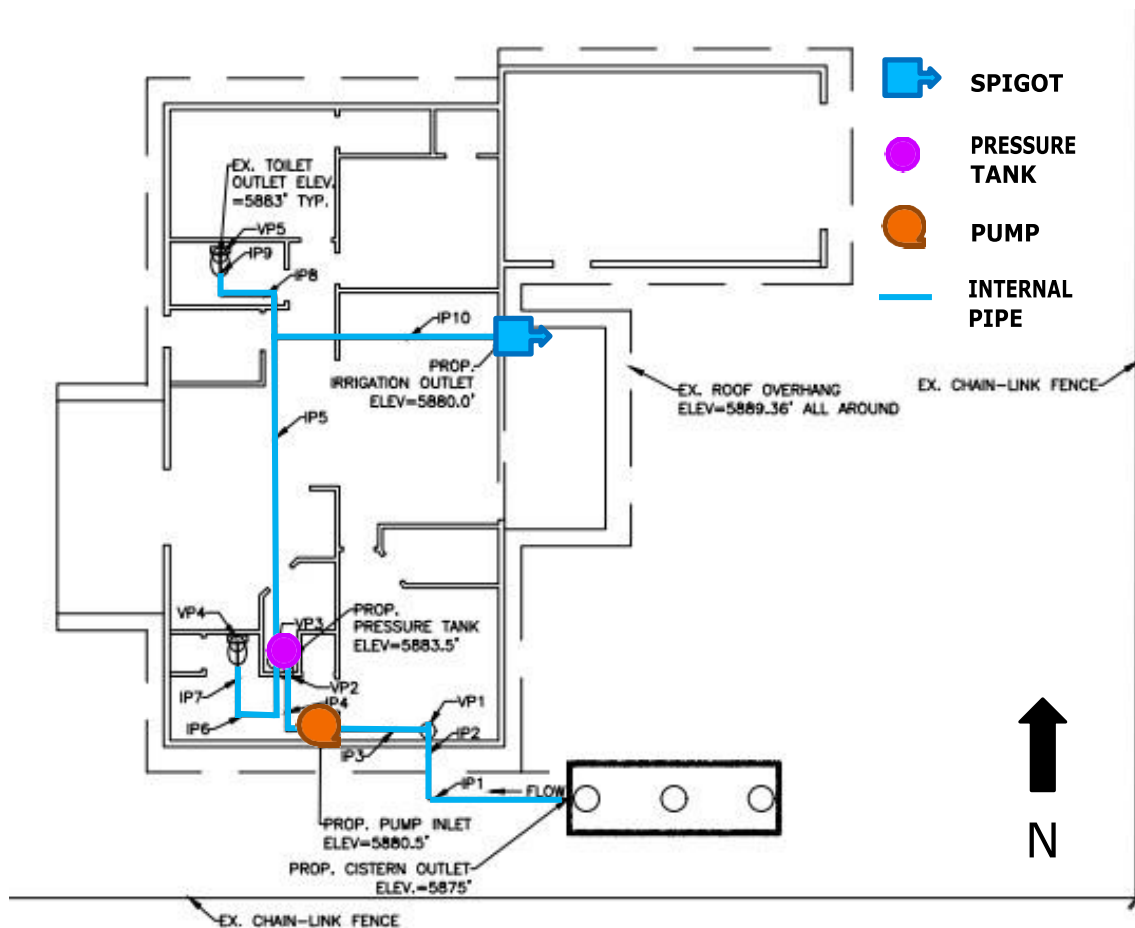 SPIGOT
PRESSURE
TANK
PUMP
INTERNAL
PIPE
EX. TOILET
OUTLET ELEV.
=5883' TYP.
VP5
IP9
IP8
IP10
PROP.
IRRIGATION OUTLET
ELEV=5880.0'
EX. ROOF OVERHANG
ELEV=5889.36' ALL AROUND
EX. CHAIN-LINK FENCE
IP5
VP4
VP3
PROP.
PRESSURE TANK
ELEV=5883.5'
VP2
IP7
IP4
VP1
IP6
IP2
IP3
IP1
FLOW
PROP. PUMP INLET
ELEV=5880.5'
PROP. CISTERN OUTLET
ELEV.=5875'
N
EX. CHAIN-LINK FENCE